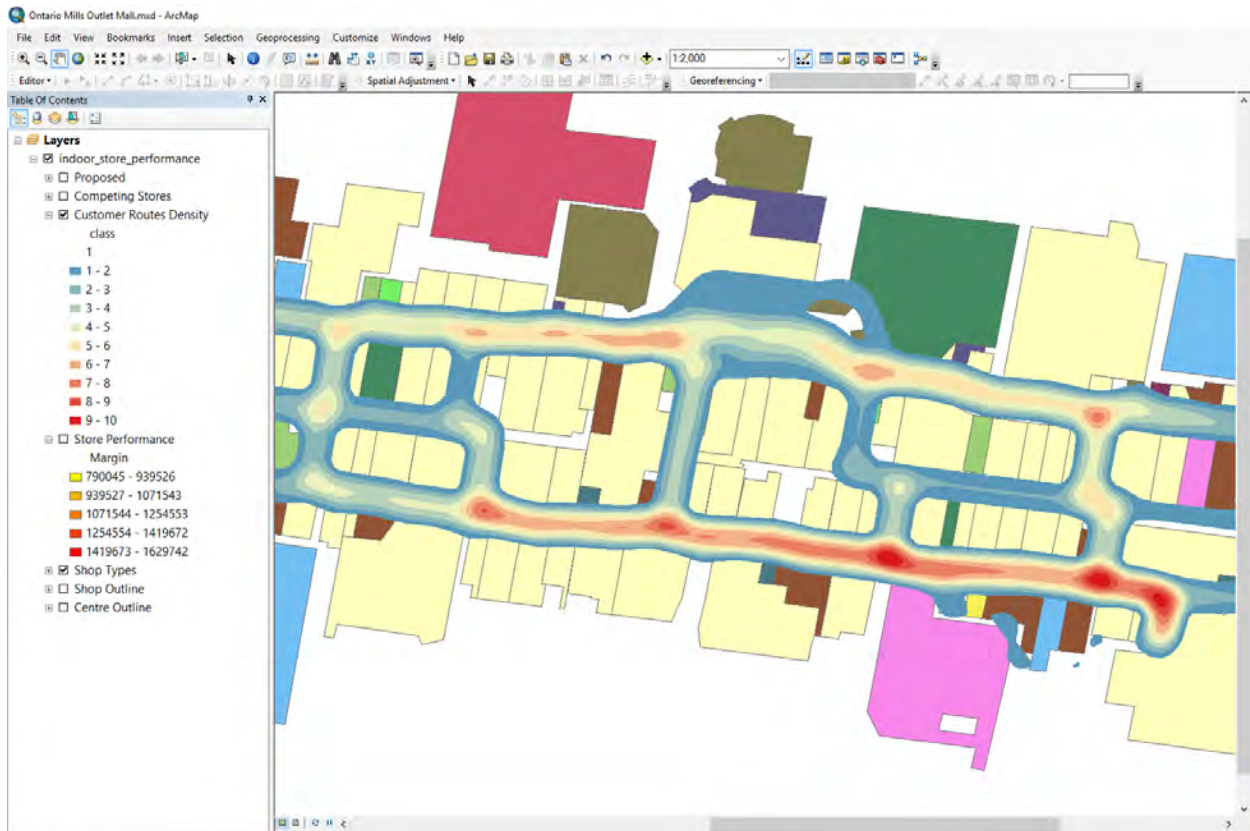 Ontario Mills Outlet Mall.mxd - ArcMap
File Edit View Bookmarks Insert Selection Geoprocessing Customize Windows Help
1:2,000
Editor Spatial Adjustment Georeferencing
Table Of Contents
Layers
indoor_store_performance
Proposed
Competing Stores
Customer Routes Density
class
1
1 - 2
2 - 3
3 - 4
4 - 5
5 - 6
6 - 7
7 - 8
8 - 9
9 - 10
Store Performance
Margin
790045 - 939526
939527 - 1071543
1071544 - 1254553
1254554 - 1419672
1419673 - 1629742
Shop Types
Shop Outline
Centre Outline